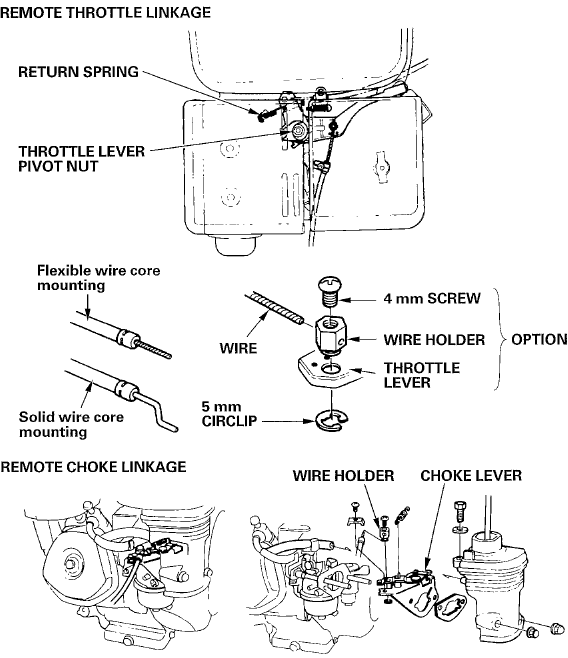 REMOTE THROTTLE LINKAGE
RETURN SPRING
THROTTLE LEVER
PIVOT NUT
Flexible wire core
mounting
4 mm SCREW
WIRE
WIRE HOLDER
OPTION
THROTTLE
LEVER
5 mm
CIRCLIP
Solid wire core
mounting
REMOTE CHOKE LINKAGE
WIRE HOLDER
CHOKE LEVER